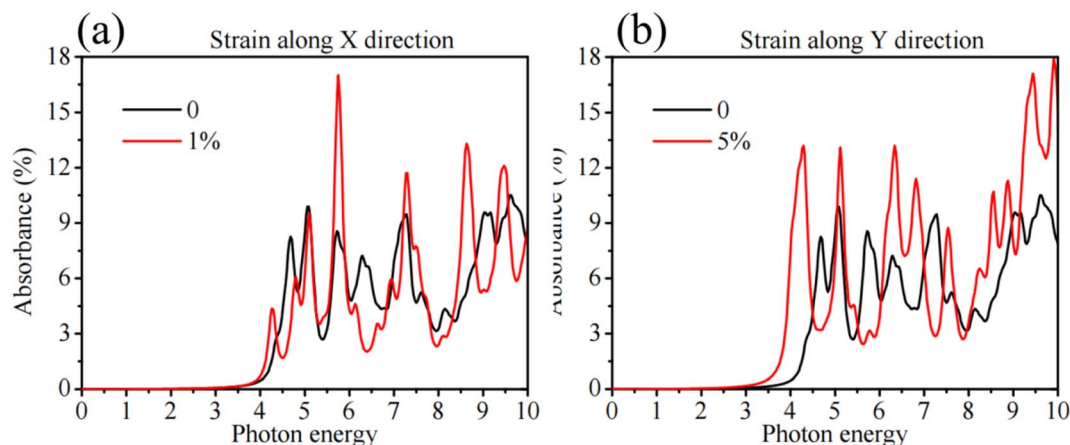 (a)
Strain along X direction
18
15
12
9
6
3
0
Absorbance (%)
0
1%
0 1 2 3 4 5 6 7 8 9 10
Photon energy
(b)
Strain along Y direction
18
15
12
9
6
3
0
Absorbance (%)
0
5%
0 1 2 3 4 5 6 7 8 9 10
Photon energy